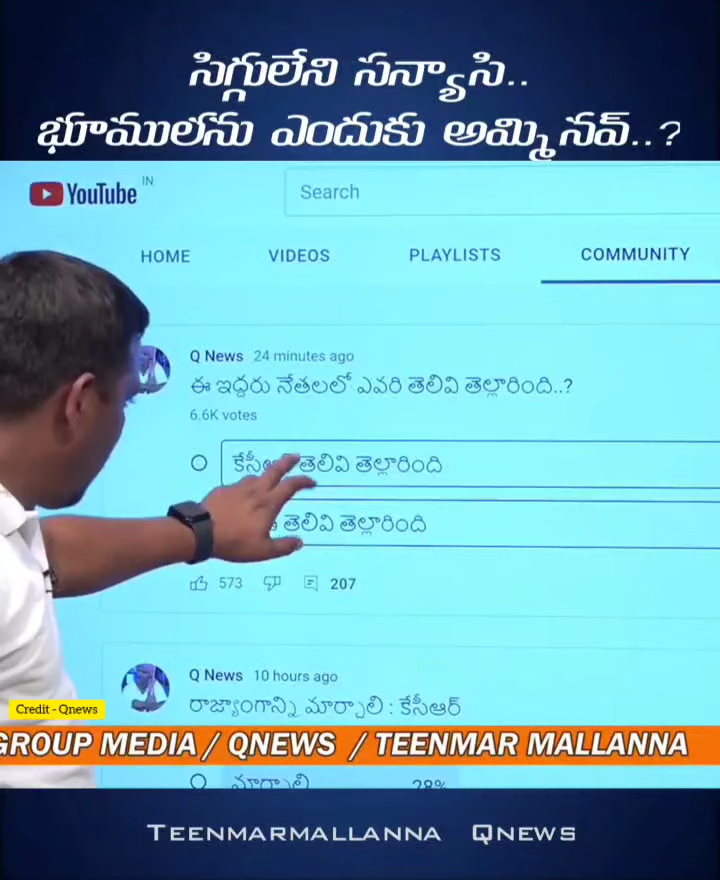 సిగ్గులేని సన్యాసి..
భూములను ఎందుకు అమ్మినవ్..?
YouTube IN
Search
HOME VIDEOS PLAYLISTS COMMUNITY
Q News 24 minutes ago
ఈ ఇద్దరు నేతలలో ఎవరి తెలివి తెల్లారింది..?
6.6K votes
తెలివి తెల్లారింది
తెలివి తెల్లారింది
573 207
Q News 10 hours ago
రాజ్యాంగాన్ని మార్చాలి : కేసీఆర్
Credit - Qnews
GROUP MEDIA / QNEWS / TEENMAR MALLANNA
మార్చాలి 28%
TEENMARMALLANNA QNEWS